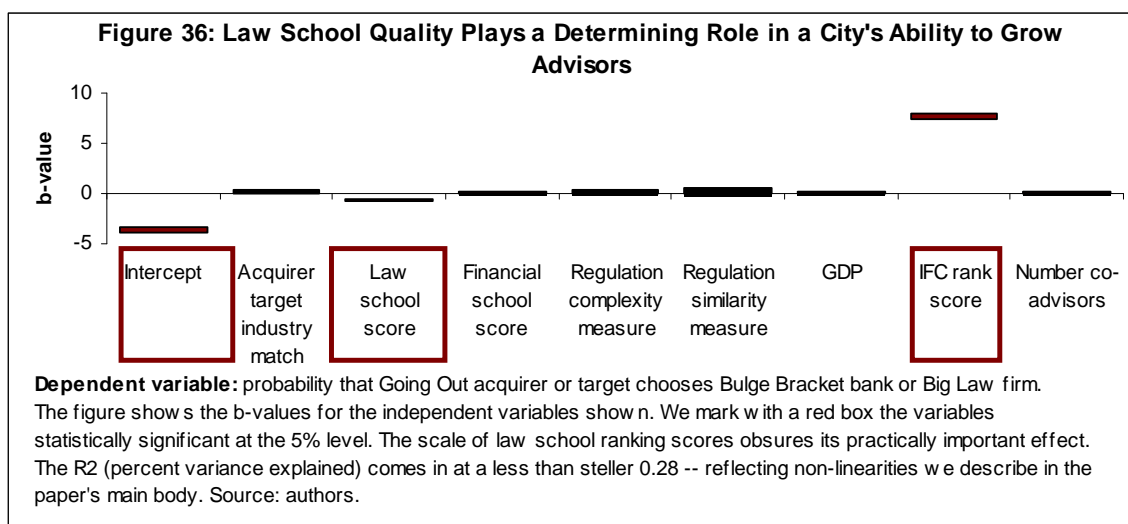 Figure 36: Law School Quality Plays a Determining Role in a City's Ability to Grow
Advisors
10
5
0
-5
b-value
Intercept
Acquirer
target
industry
match
Law
school
score
Financial
school
score
Regulation
complexity
measure
Regulation
similarity
measure
GDP
IFC rank
score
Number co-
advisors
Dependent variable: probability that Going Out acquirer or target chooses Bulge Bracket bank or Big Law firm.
The figure shows the b-values for the independent variables shown. We mark with a red box the variables
statistically significant at the 5% level. The scale of law school ranking scores obsures its practically important effect.
The R2 (percent variance explained) comes in at a less than steller 0.28 -- reflecting non-linearities we describe in the
paper's main body. Source: authors.